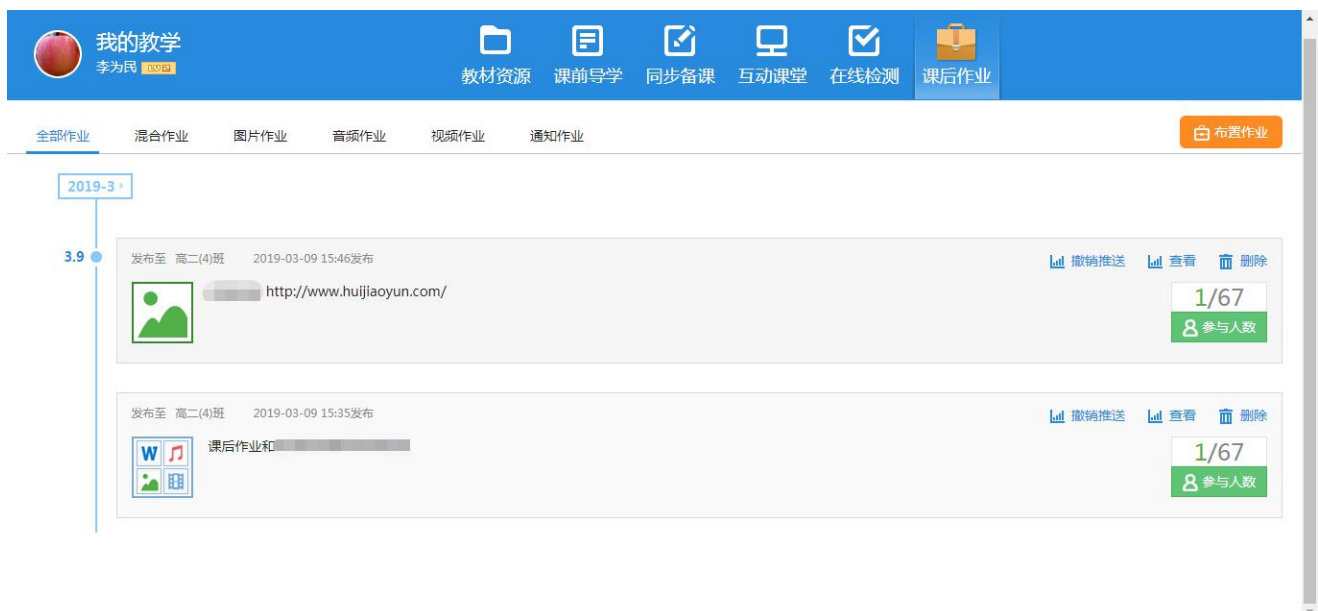 我的教学
李为民
教材资源 课前导学 同步备课 互动课堂 在线检测 课后作业
全部作业 混合作业 图片作业 音频作业 视频作业 通知作业 布置作业
2019-3
3.9
发布至 高二(4)班 2019-03-09 15:46发布 撤销推送 查看 删除
http://www.huijiaoyun.com/
1/67
参与人数
发布至 高二(4)班 2019-03-09 15:35发布 撤销推送 查看 删除
W
课后作业和
1/67
参与人数